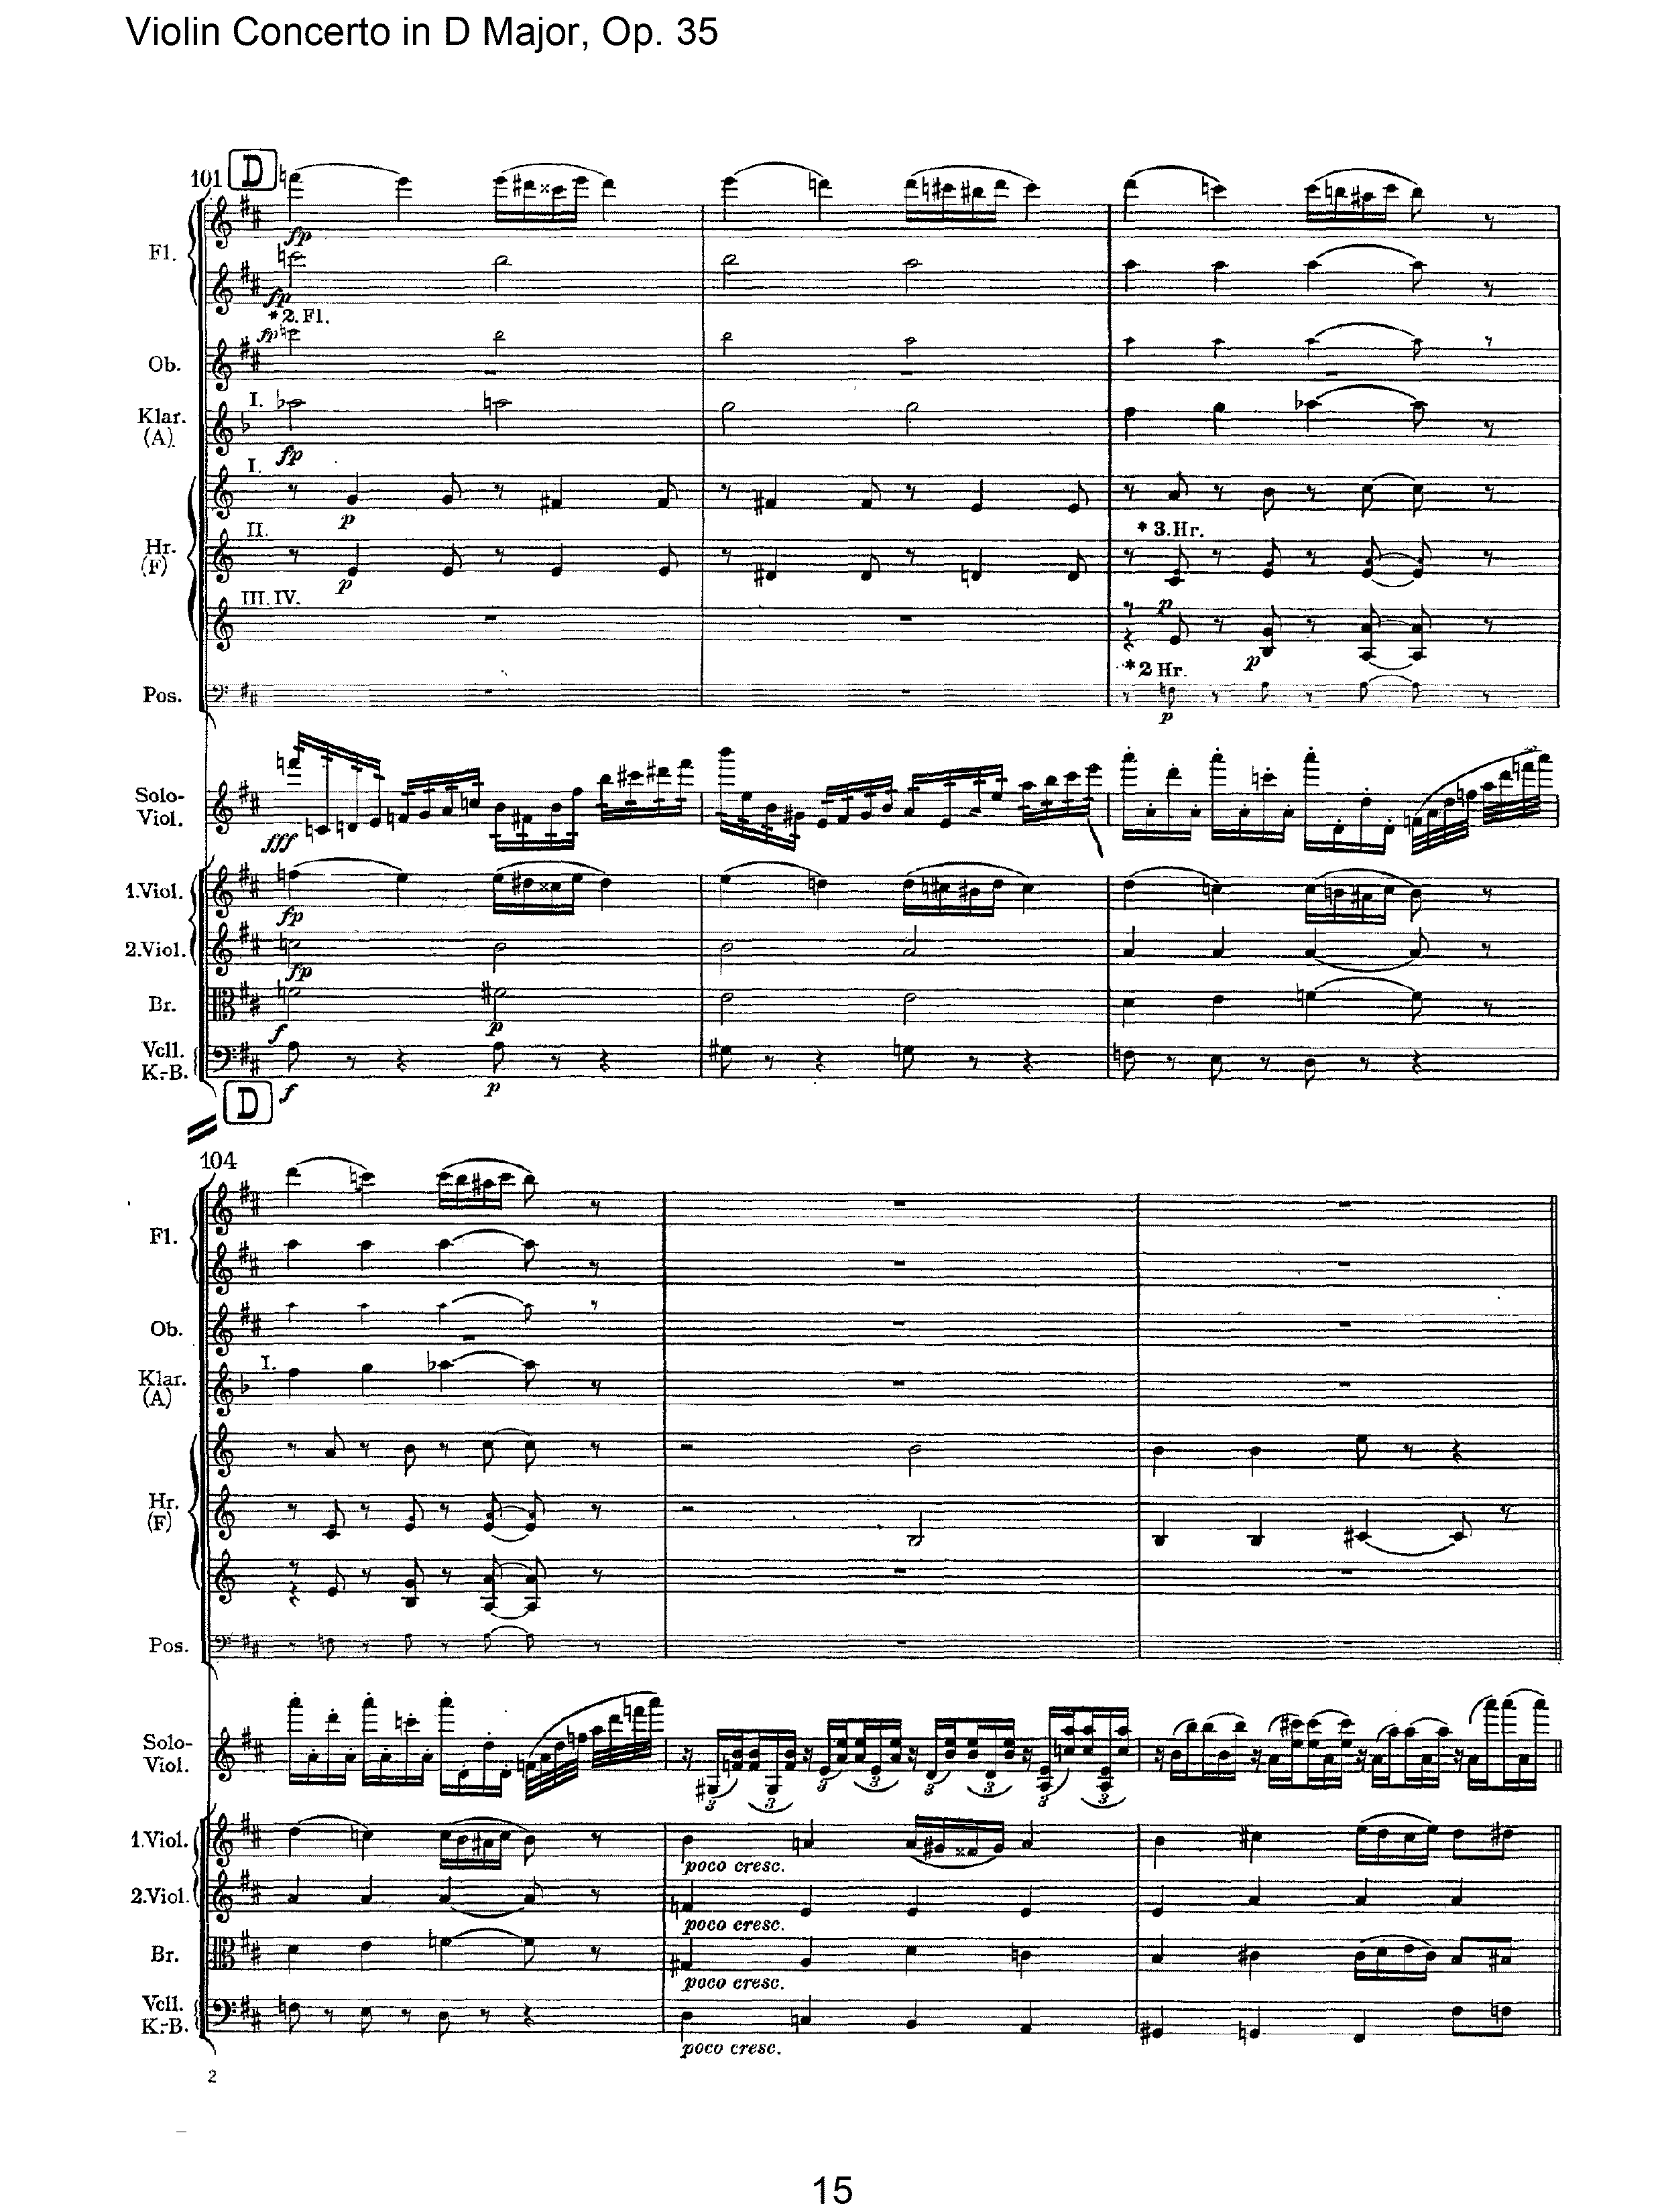 Violin Concerto in D Major, Op. 35
101 D
fp
Fl.
fp
*2. Fl.
fp
Ob.
I.
Klar.
(A)
fp
I.
p
II.
* 3. Hr.
Hr.
(F)
p
III. IV.
p
p
*2 Hr.
Pos.
p
Solo-
Viol.
fff
1.Viol.
fp
2.Viol.
fp
Br.
f p
Vcll.
K.-B.
f p
D
104
Fl.
Ob.
I.
Klar.
(A)
Hr.
(F)
Pos.
Solo-
Viol.
3 3 3 3 3 3 3 3
1.Viol.
poco cresc.
2.Viol.
poco cresc.
Br.
poco cresc.
Vcll.
K.-B.
poco cresc.
2
15